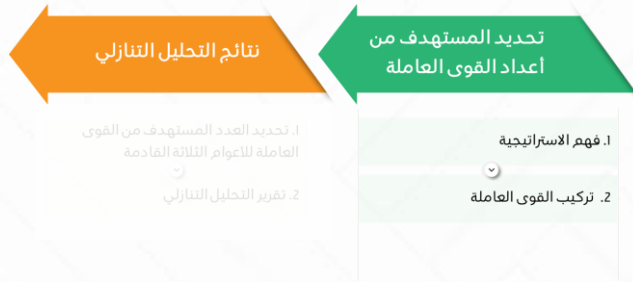 تحديد المستهدف من
أعداد القوى العاملة
1. فهم الاستراتيجية
2. تركيب القوى العاملة
نتائج التحليل التنازلي
1. تحديد العدد المستهدف من القوى
العاملة للأعوام الثلاثة القادمة
2. تقرير التحليل التنازلي